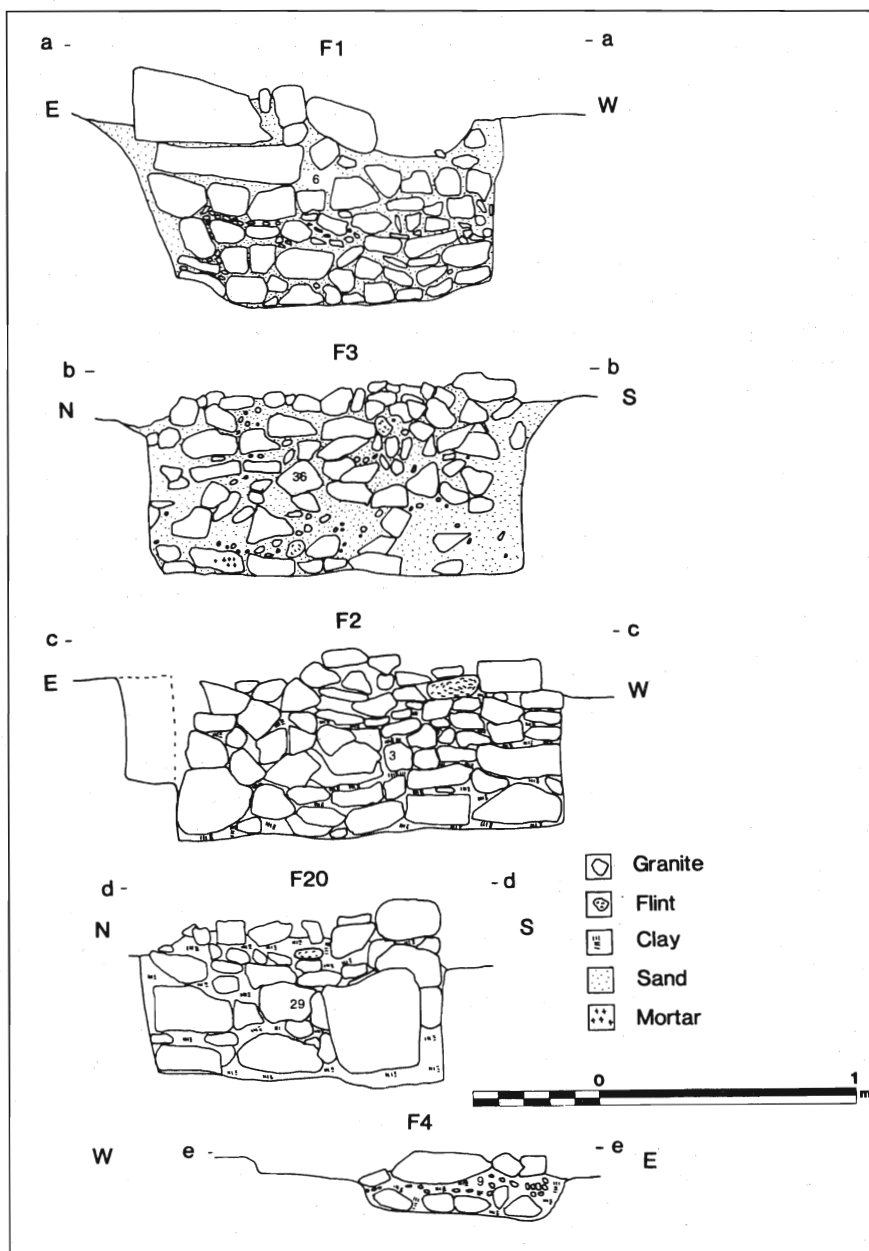 a - F1 - a
E W
6
F3
b - - b
N S
36
F2
c - - c
E W
3
F20
d - - d
N S
29
Granite
Flint
Clay
Sand
Mortar
0 1
m
F4
W e - - e E
9